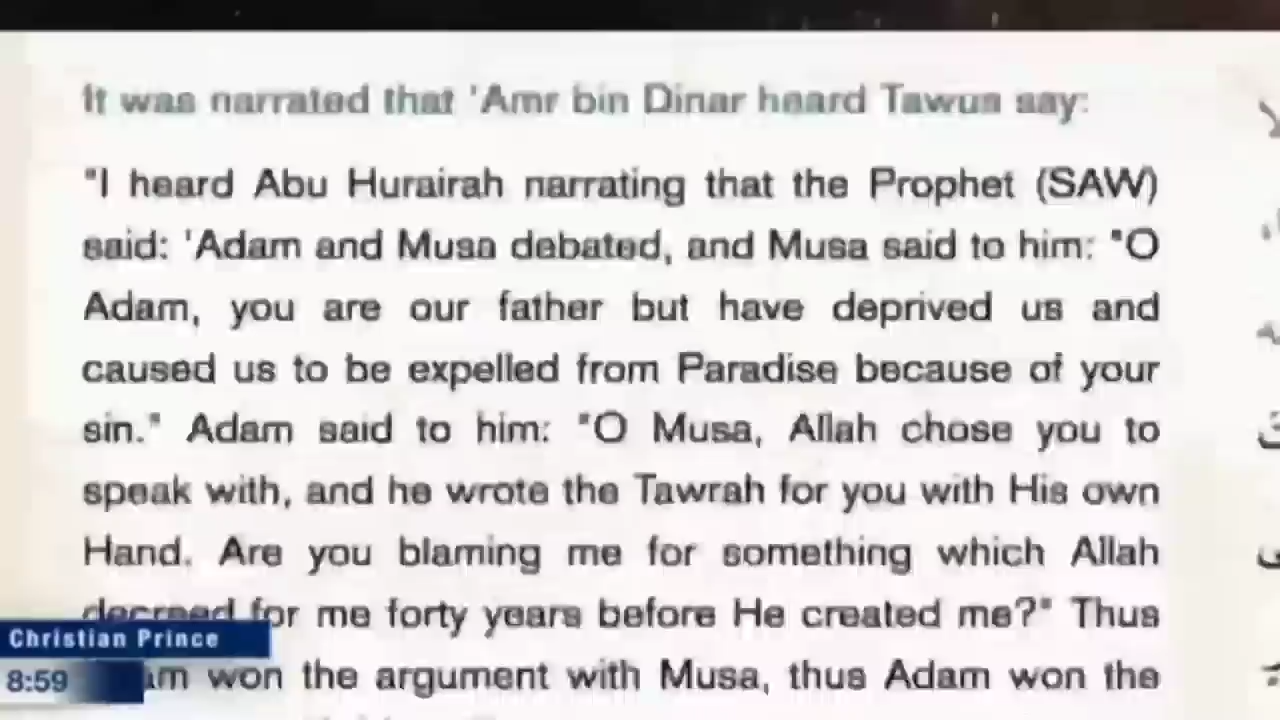 It was narrated that 'Amr bin Dinar heard Tawus say:
"I heard Abu Hurairah narrating that the Prophet (SAW)
said: 'Adam and Musa debated, and Musa said to him: "O
Adam, you are our father but have deprived us and
caused us to be expelled from Paradise because of your
sin." Adam said to him: "O Musa, Allah chose you to
speak with, and he wrote the Tawrah for you with His own
Hand. Are you blaming me for something which Allah
decreed for me forty years before He created me?" Thus
won the argument with Musa, thus Adam won the
Christian Prince
8:59